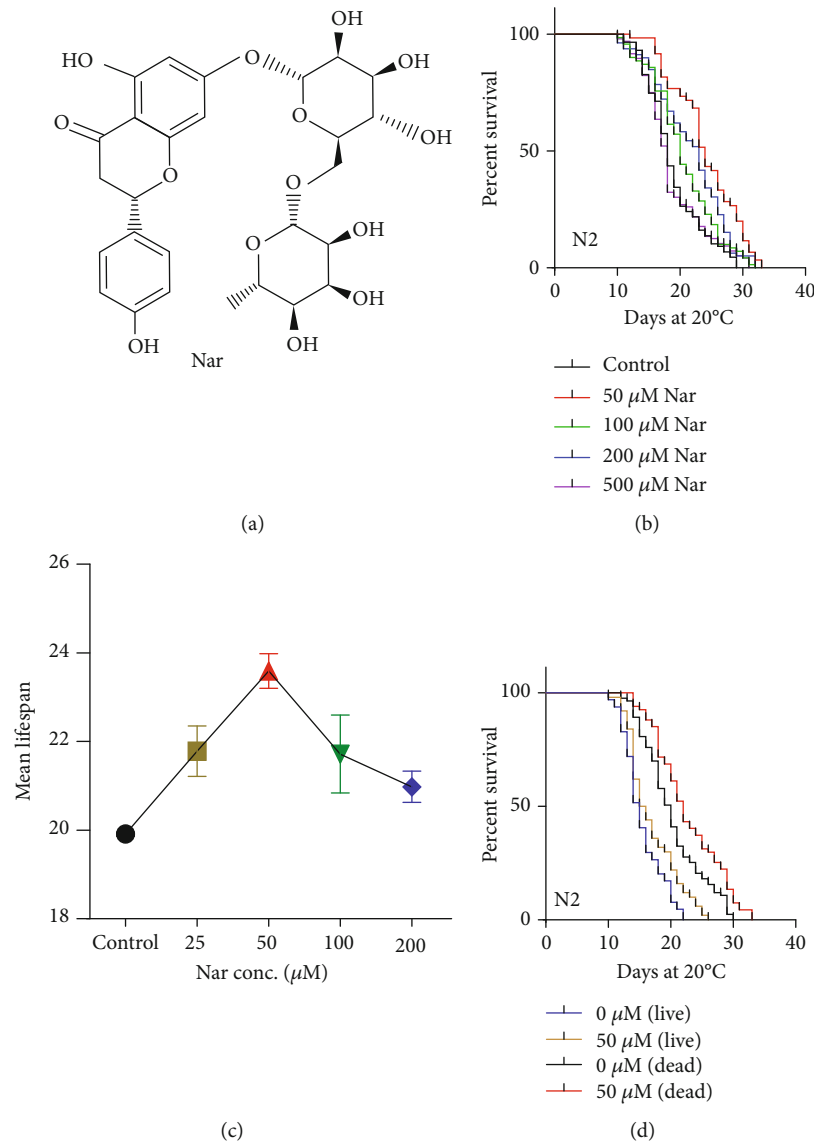 OH
OH
O
O
OH
O
OH
O
O
OH
O
O
OH
OH
OH
OH
Nar
(a)
Percent survival
100
50
0
N2
0 10 20 30 40
Days at 20°C
Control
50 μM Nar
100 μM Nar
200 μM Nar
500 μM Nar
(b)
Mean lifespan
26
24
22
20
18
Control 25 50 100 200
Nar conc. (μM)
(c)
Percent survival
100
50
0
N2
0 10 20 30 40
Days at 20°C
0 μM (live)
50 μM (live)
0 μM (dead)
50 μM (dead)
(d)